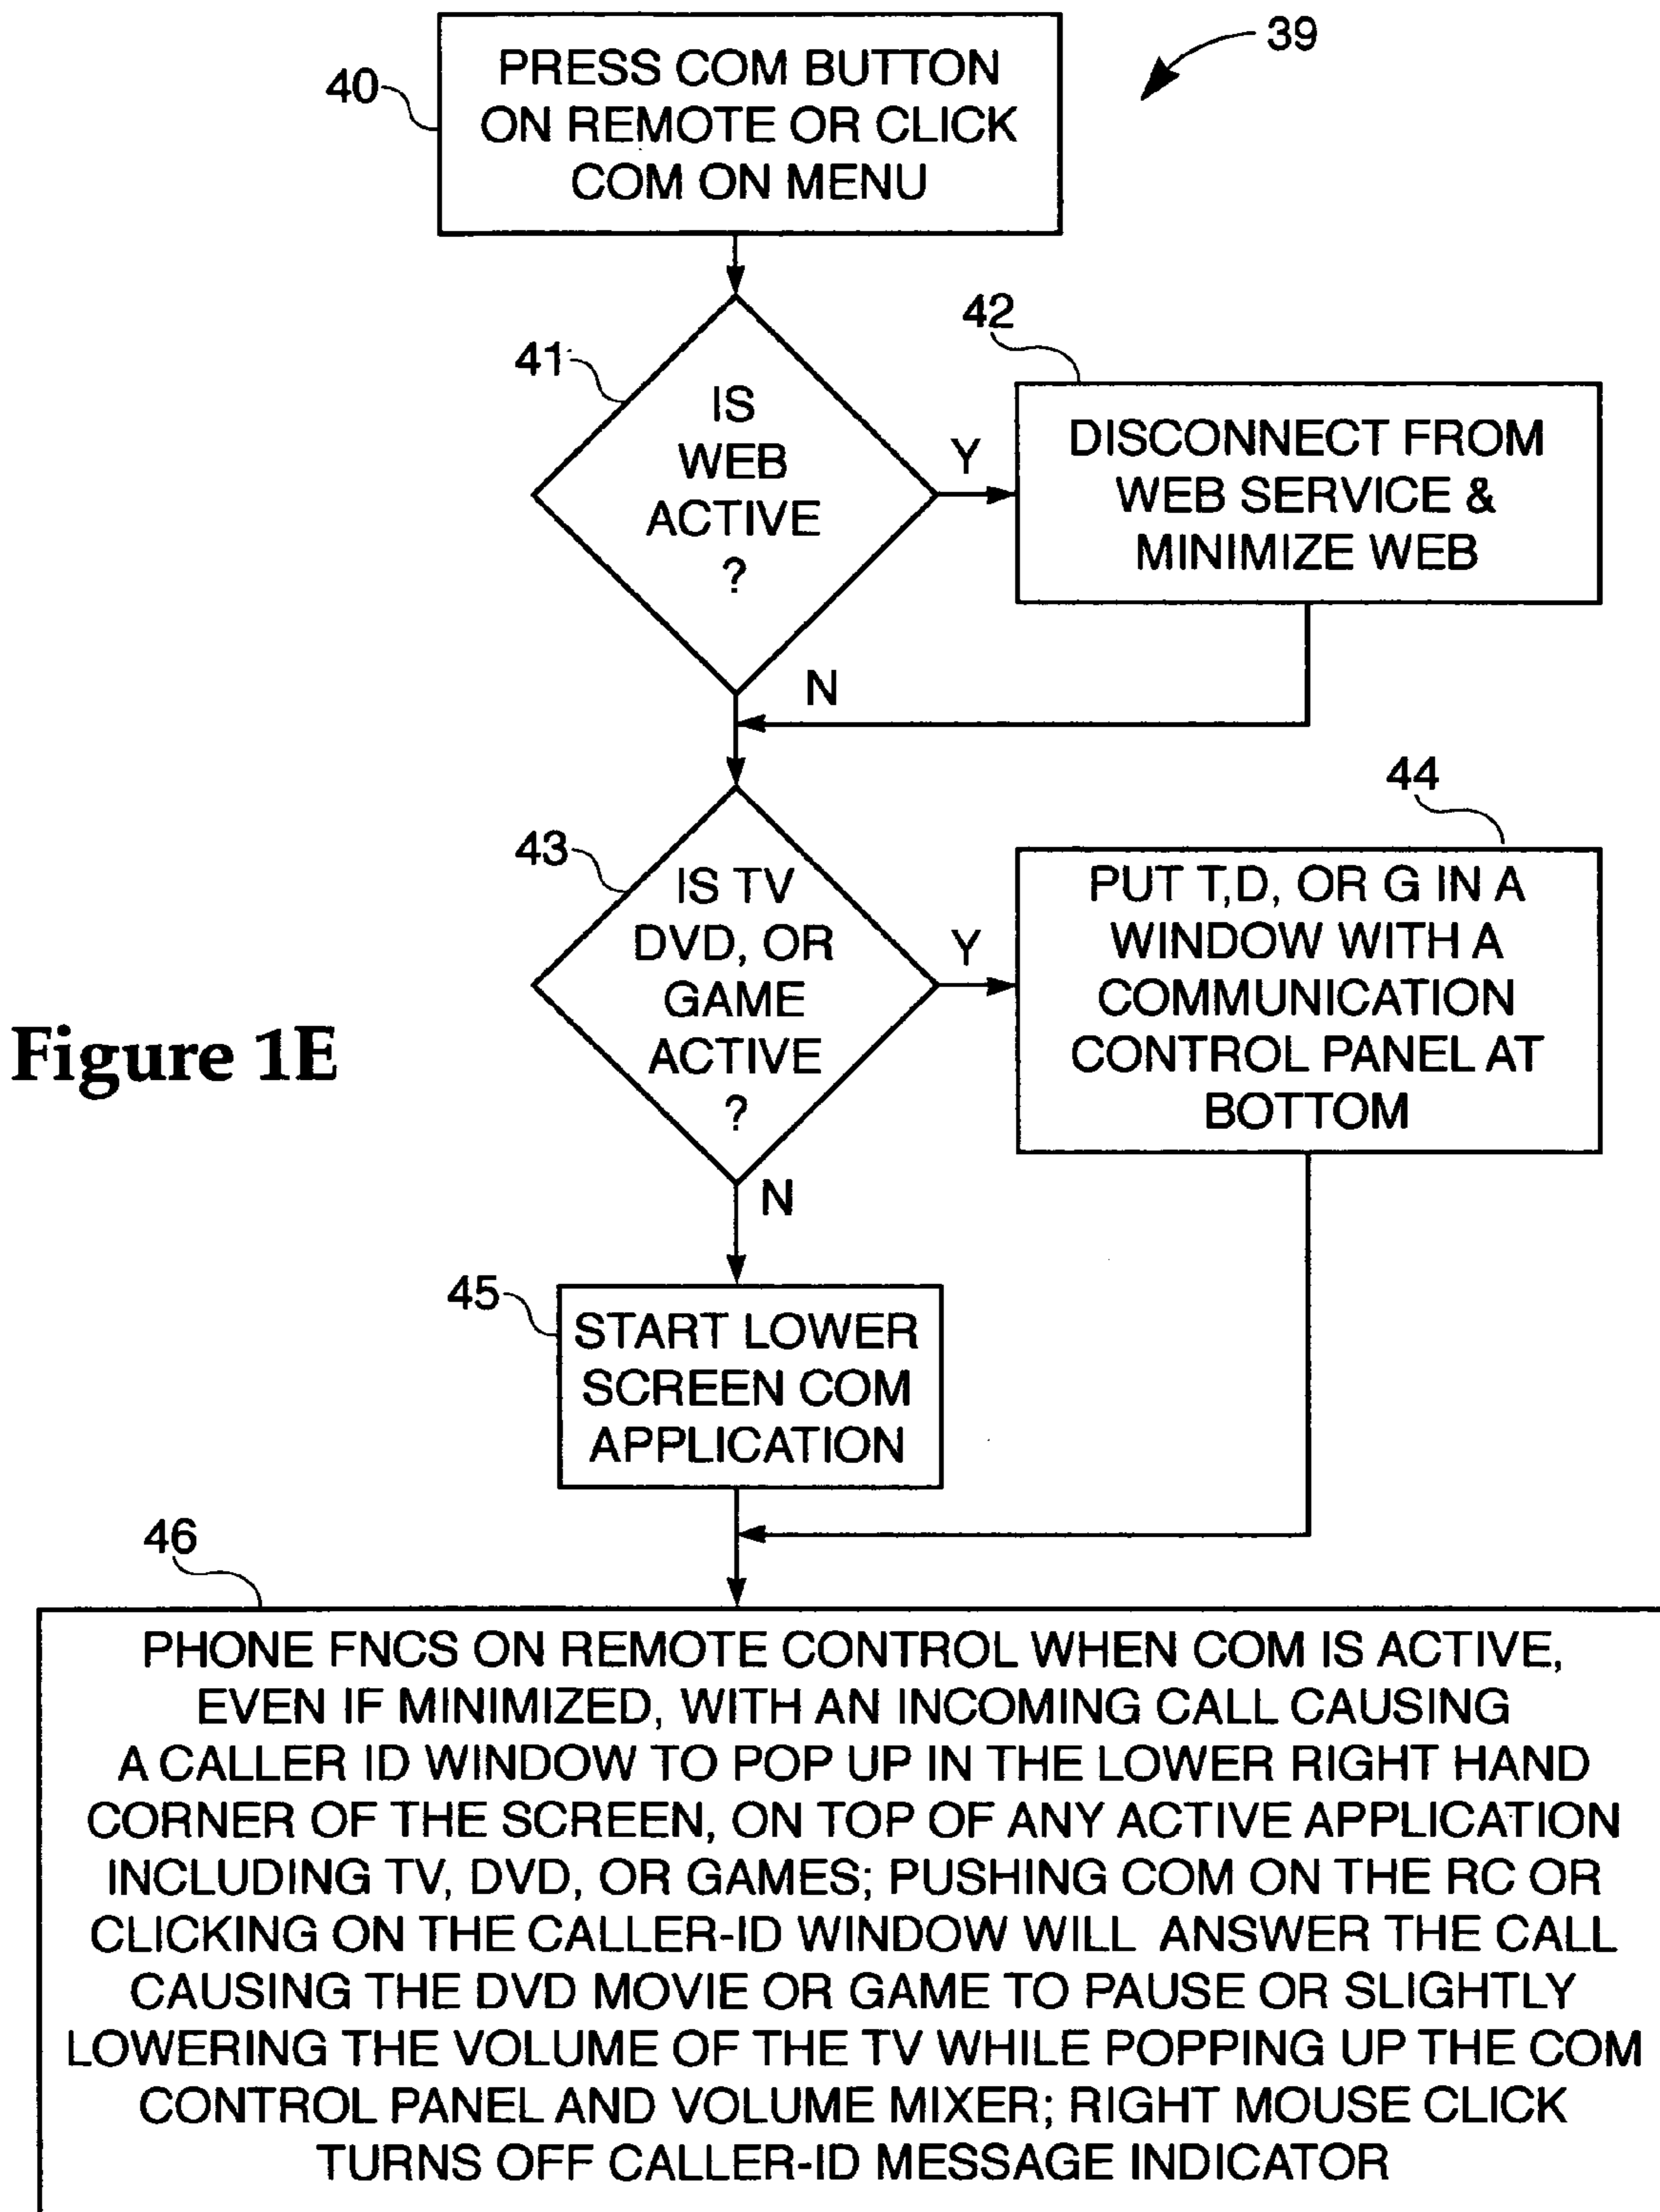 39
40
PRESS COM BUTTON
ON REMOTE OR CLICK
COM ON MENU
41
IS
WEB
ACTIVE
?
Y
42
DISCONNECT FROM
WEB SERVICE &
MINIMIZE WEB
N
43
IS TV
DVD, OR
GAME
ACTIVE
?
Y
44
PUT T,D, OR G IN A
WINDOW WITH A
COMMUNICATION
CONTROL PANEL AT
BOTTOM
Figure 1E
N
45
START LOWER
SCREEN COM
APPLICATION
46
PHONE FNCS ON REMOTE CONTROL WHEN COM IS ACTIVE,
EVEN IF MINIMIZED, WITH AN INCOMING CALL CAUSING
A CALLER ID WINDOW TO POP UP IN THE LOWER RIGHT HAND
CORNER OF THE SCREEN, ON TOP OF ANY ACTIVE APPLICATION
INCLUDING TV, DVD, OR GAMES; PUSHING COM ON THE RC OR
CLICKING ON THE CALLER-ID WINDOW WILL ANSWER THE CALL
CAUSING THE DVD MOVIE OR GAME TO PAUSE OR SLIGHTLY
LOWERING THE VOLUME OF THE TV WHILE POPPING UP THE COM
CONTROL PANEL AND VOLUME MIXER; RIGHT MOUSE CLICK
TURNS OFF CALLER-ID MESSAGE INDICATOR